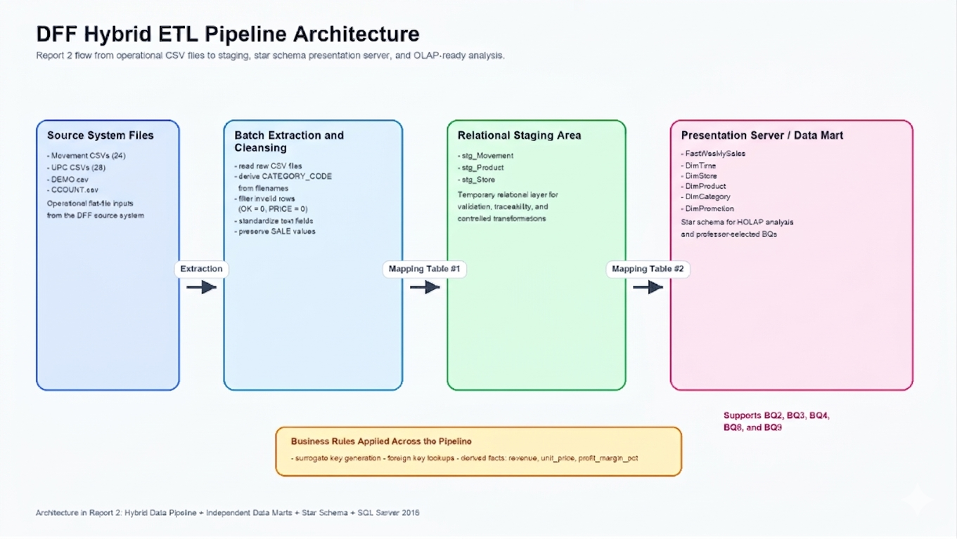 DFF Hybrid ETL Pipeline Architecture
Report 2 flow from operational CSV files to staging, star schema presentation server, and OLAP-ready analysis.
Source System Files
- Movement CSVs (24)
- UPC CSVs (28)
- DEMO.csv
- CCOUNT.csv
Operational flat-file inputs
from the DFF source system
Extraction
Batch Extraction and
Cleansing
- read raw CSV files
- derive CATEGORY_CODE
from filenames
- filter invalid rows
(OK = 0, PRICE = 0)
- standardize text fields
- preserve SALE values
Mapping Table #1
Relational Staging Area
- stg_Movement
- stg_Product
- stg_Store
Temporary relational layer for
validation, traceability, and
controlled transformations
Mapping Table #2
Presentation Server / Data Mart
- DimTime
- DimStore
- DimProduct
- DimCategory
- DimPromotion
Star schema for HOLAP analysis
and professor-selected BQs
Supports BQ2, BQ3, BQ4,
BQ8, and BQ9
Business Rules Applied Across the Pipeline
- surrogate key generation - foreign key lookups - derived facts: revenue, unit_price, profit_margin_pct
Architecture in Report 2: Hybrid Data Pipeline + Independent Data Marts + Star Schema + SQL Server 2016